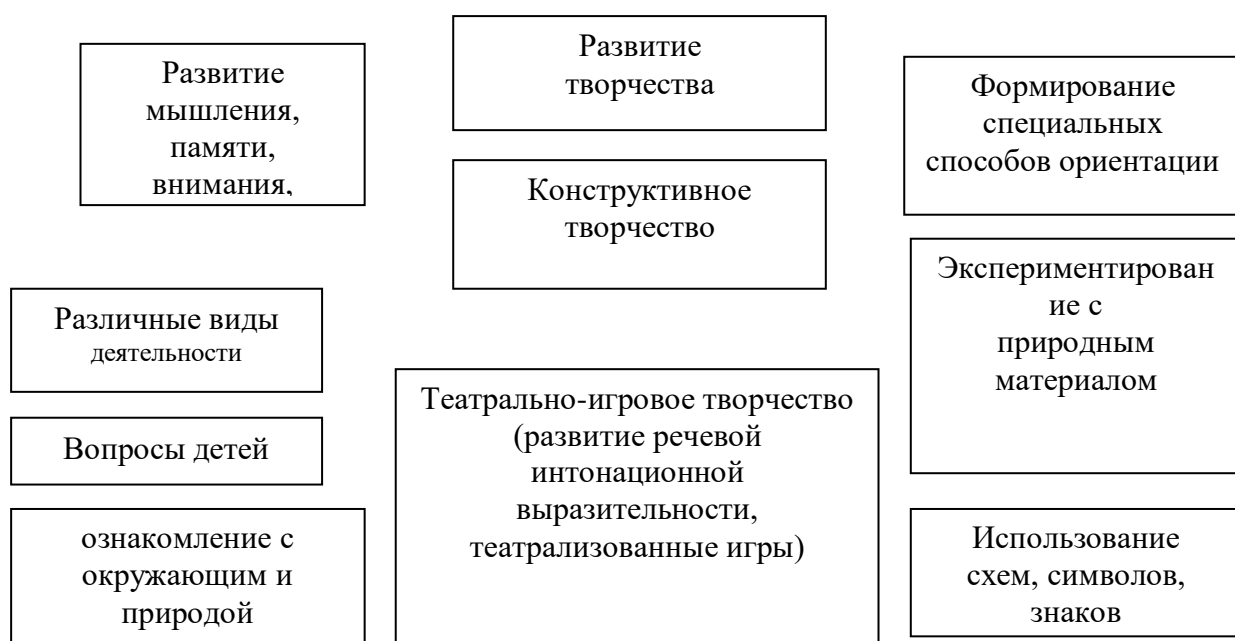 Развитие
мышления,
памяти,
внимания,
Различные виды
деятельности
Вопросы детей
ознакомление с
окружающим и
природой
Развитие
творчества
Конструктивное
творчество
Театрально-игровое творчество
(развитие речевой
интонационной
выразительности,
театрализованные игры)
Формирование
специальных
способов ориентации
Экспериментирован
ие с
природным
материалом
Использование
схем, символов,
знаков